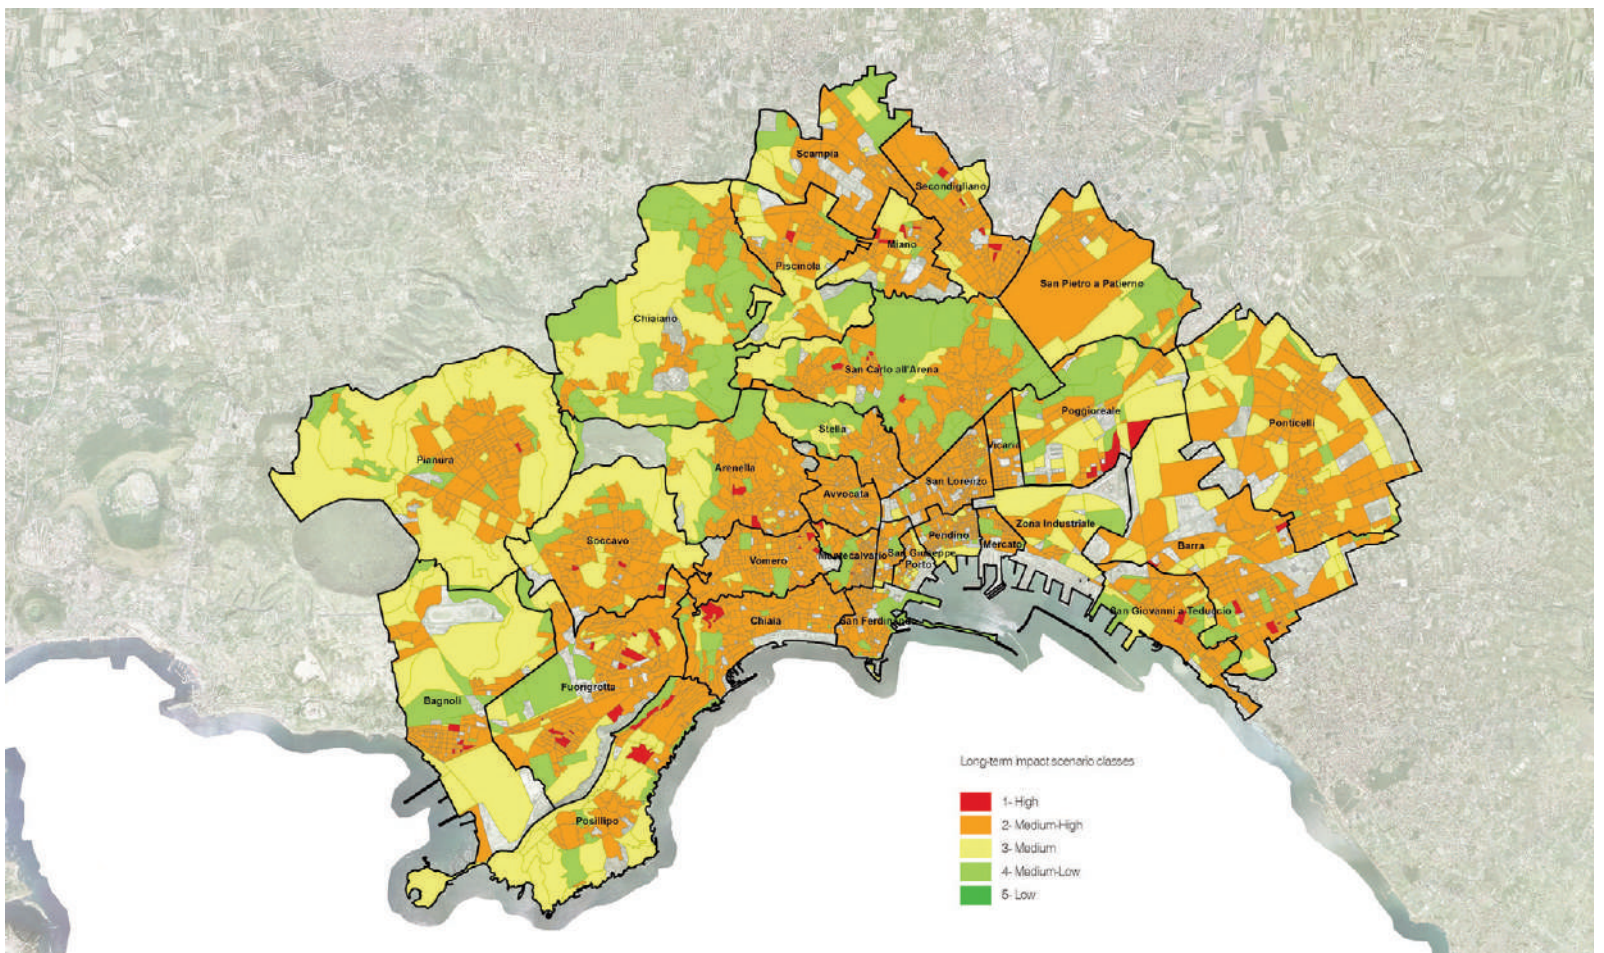 Scampia
Secondigliano
Miano
Piscinola
San Pietro a Patierno
Chiaiano
San Carlo all'Arena
Poggioreale
Ponticelli
Stella
Vicaria
Pianura
Arenella
San Lorenzo
Avvocata
Zona Industriale
Soccavo
Pendino
Mercato
Barra
Vomero
Montecalvario
San Giuseppe
Porto
San Giovanni a Teduccio
Chiaia
San Ferdinando
Fuorigrotta
Bagnoli
Posillipo
Long-term impact scenario classes
1- High
2- Medium-High
3- Medium
4- Medium-Low
5- Low